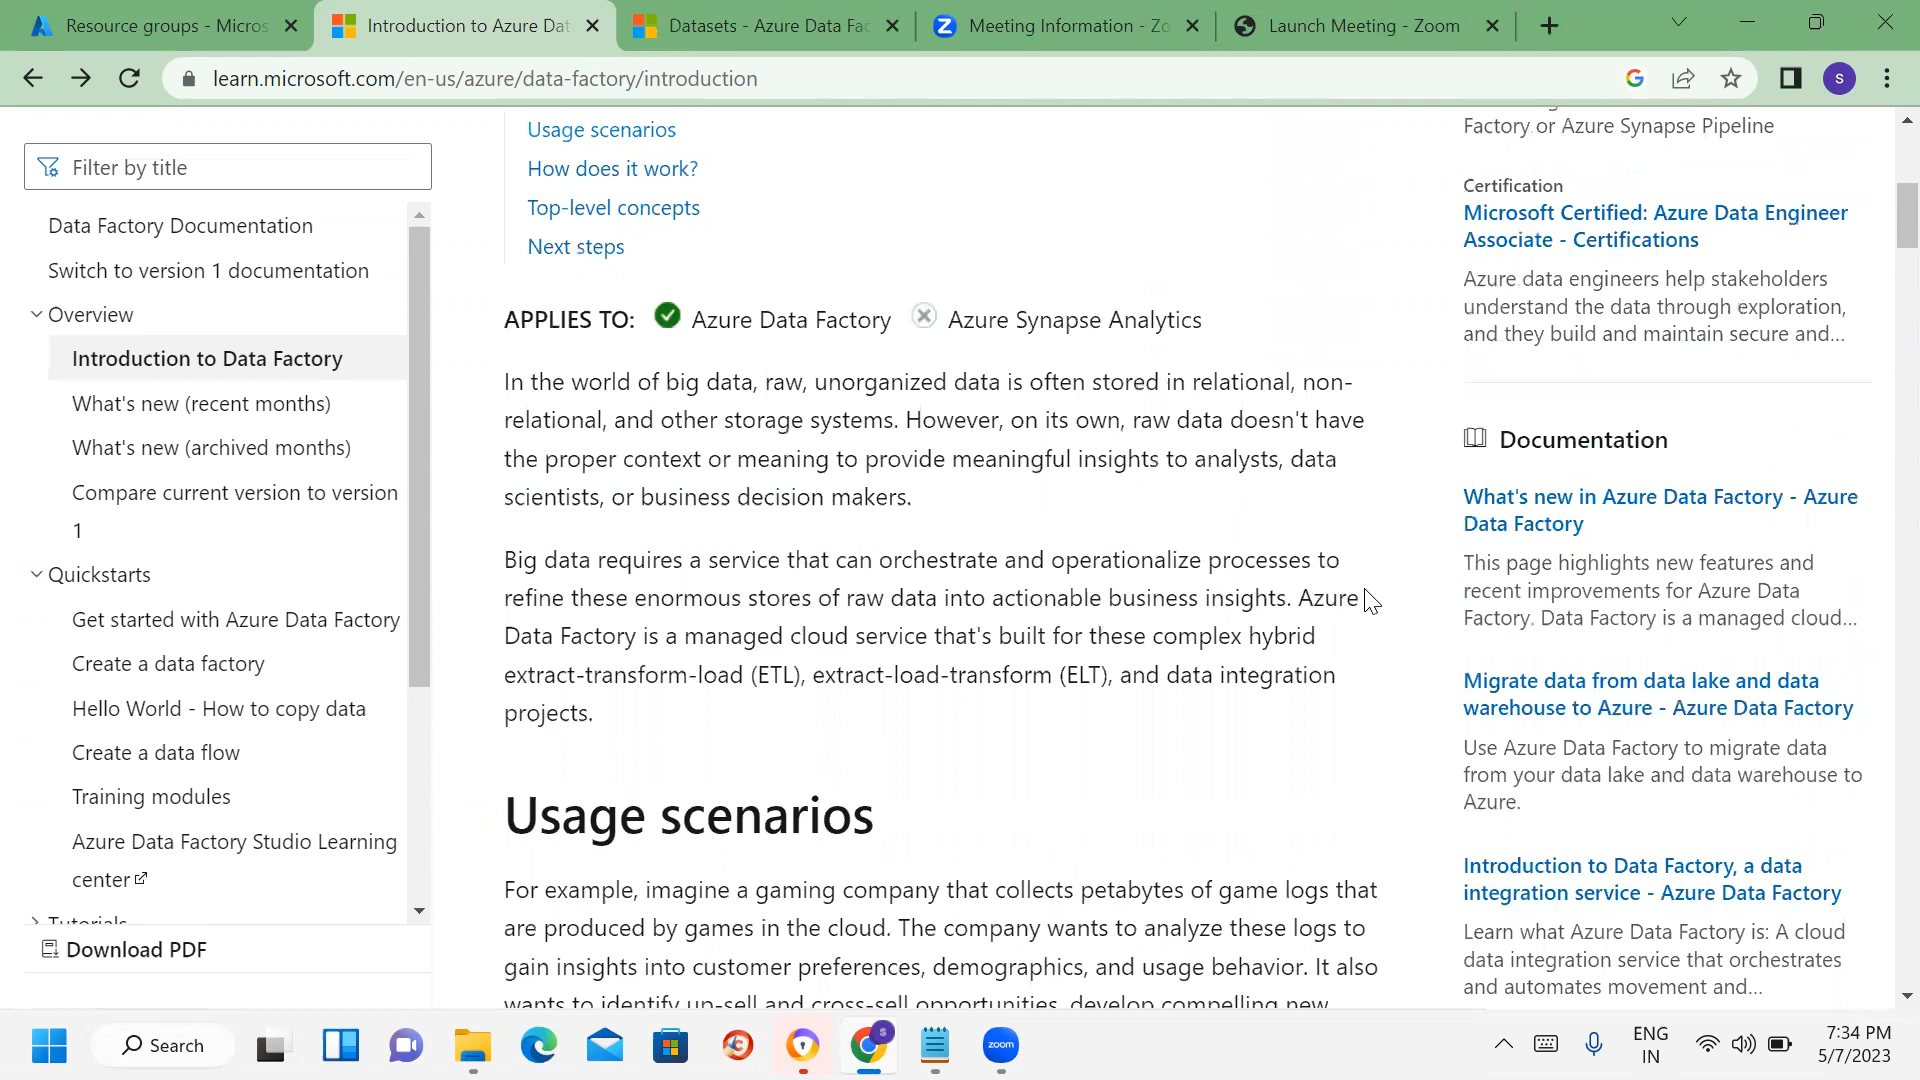 Resource groups - Micros
Introduction to Azure Dat
Datasets - Azure Data Fac
Meeting Information - Zo
Launch Meeting - Zoom
learn.microsoft.com/en-us/azure/data-factory/introduction
s
Filter by title
Data Factory Documentation
Switch to version 1 documentation
Overview
Introduction to Data Factory
What's new (recent months)
What's new (archived months)
Compare current version to version
1
Quickstarts
Get started with Azure Data Factory
Create a data factory
Hello World - How to copy data
Create a data flow
Training modules
Azure Data Factory Studio Learning
center
Tutorials
Download PDF
Usage scenarios
How does it work?
Top-level concepts
Next steps
APPLIES TO: Azure Data Factory Azure Synapse Analytics
In the world of big data, raw, unorganized data is often stored in relational, non-
relational, and other storage systems. However, on its own, raw data doesn't have
the proper context or meaning to provide meaningful insights to analysts, data
scientists, or business decision makers.
Big data requires a service that can orchestrate and operationalize processes to
refine these enormous stores of raw data into actionable business insights. Azure
Data Factory is a managed cloud service that's built for these complex hybrid
extract-transform-load (ETL), extract-load-transform (ELT), and data integration
projects.
Usage scenarios
For example, imagine a gaming company that collects petabytes of game logs that
are produced by games in the cloud. The company wants to analyze these logs to
gain insights into customer preferences, demographics, and usage behavior. It also
wants to identify up-sell and cross-sell opportunities, develop compelling new
Factory or Azure Synapse Pipeline
Certification
Microsoft Certified: Azure Data Engineer
Associate - Certifications
Azure data engineers help stakeholders
understand the data through exploration,
and they build and maintain secure and...
Documentation
What's new in Azure Data Factory - Azure
Data Factory
This page highlights new features and
recent improvements for Azure Data
Factory. Data Factory is a managed cloud...
Migrate data from data lake and data
warehouse to Azure - Azure Data Factory
Use Azure Data Factory to migrate data
from your data lake and data warehouse to
Azure.
Introduction to Data Factory, a data
integration service - Azure Data Factory
Learn what Azure Data Factory is: A cloud
data integration service that orchestrates
and automates movement and...
Search
zoom
ENG
IN
7:34 PM
5/7/2023